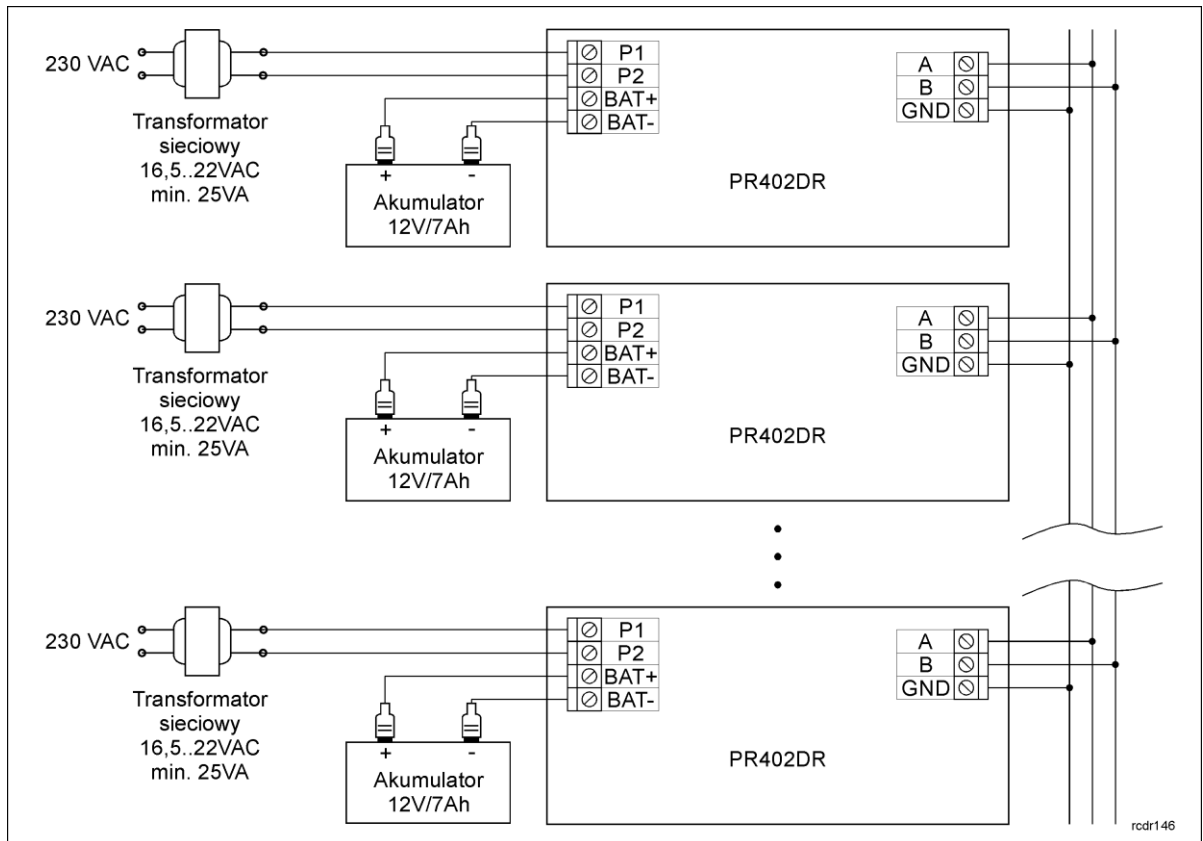 230 VAC
Transformator
sieciowy
16,5..22VAC
min. 25VA
P1
P2
BAT+
BAT-
+ -
Akumulator
12V/7Ah
PR402DR
A
B
GND
230 VAC
Transformator
sieciowy
16,5..22VAC
min. 25VA
P1
P2
BAT+
BAT-
+ -
Akumulator
12V/7Ah
PR402DR
A
B
GND
230 VAC
Transformator
sieciowy
16,5..22VAC
min. 25VA
P1
P2
BAT+
BAT-
+ -
Akumulator
12V/7Ah
PR402DR
A
B
GND
rcdr146